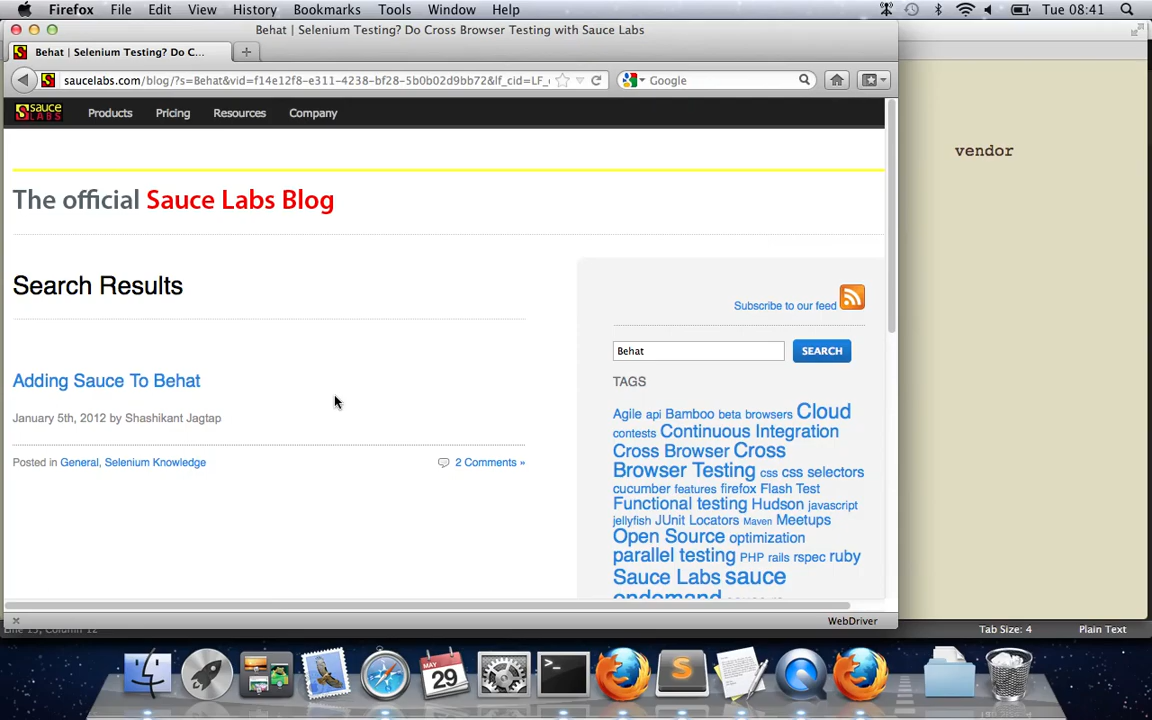 Firefox File Edit View History Bookmarks Tools Window Help Tue 08:41
Behat | Selenium Testing? Do Cross Browser Testing with Sauce Labs
Behat | Selenium Testing? Do C...
saucelabs.com/blog/?s=Behat&vid=f14e12f8-e311-4238-bf28-5b0b02d9bb72&lf_cid=LF_
Google
SAUCE LABS Products Pricing Resources Company
vendor
The official Sauce Labs Blog
Search Results
Subscribe to our feed
Behat SEARCH
Adding Sauce To Behat
January 5th, 2012 by Shashikant Jagtap
Posted in General, Selenium Knowledge 2 Comments »
TAGS
Agile api Bamboo beta browsers Cloud
contests Continuous Integration
Cross Browser Cross
Browser Testing css css selectors
cucumber features firefox Flash Test
Functional testing Hudson javascript
jellyfish JUnit Locators Maven Meetups
Open Source optimization
parallel testing PHP rails rspec ruby
Sauce Labs sauce
ondemand
WebDriver
Tab Size: 4 Plain Text
MAY
29